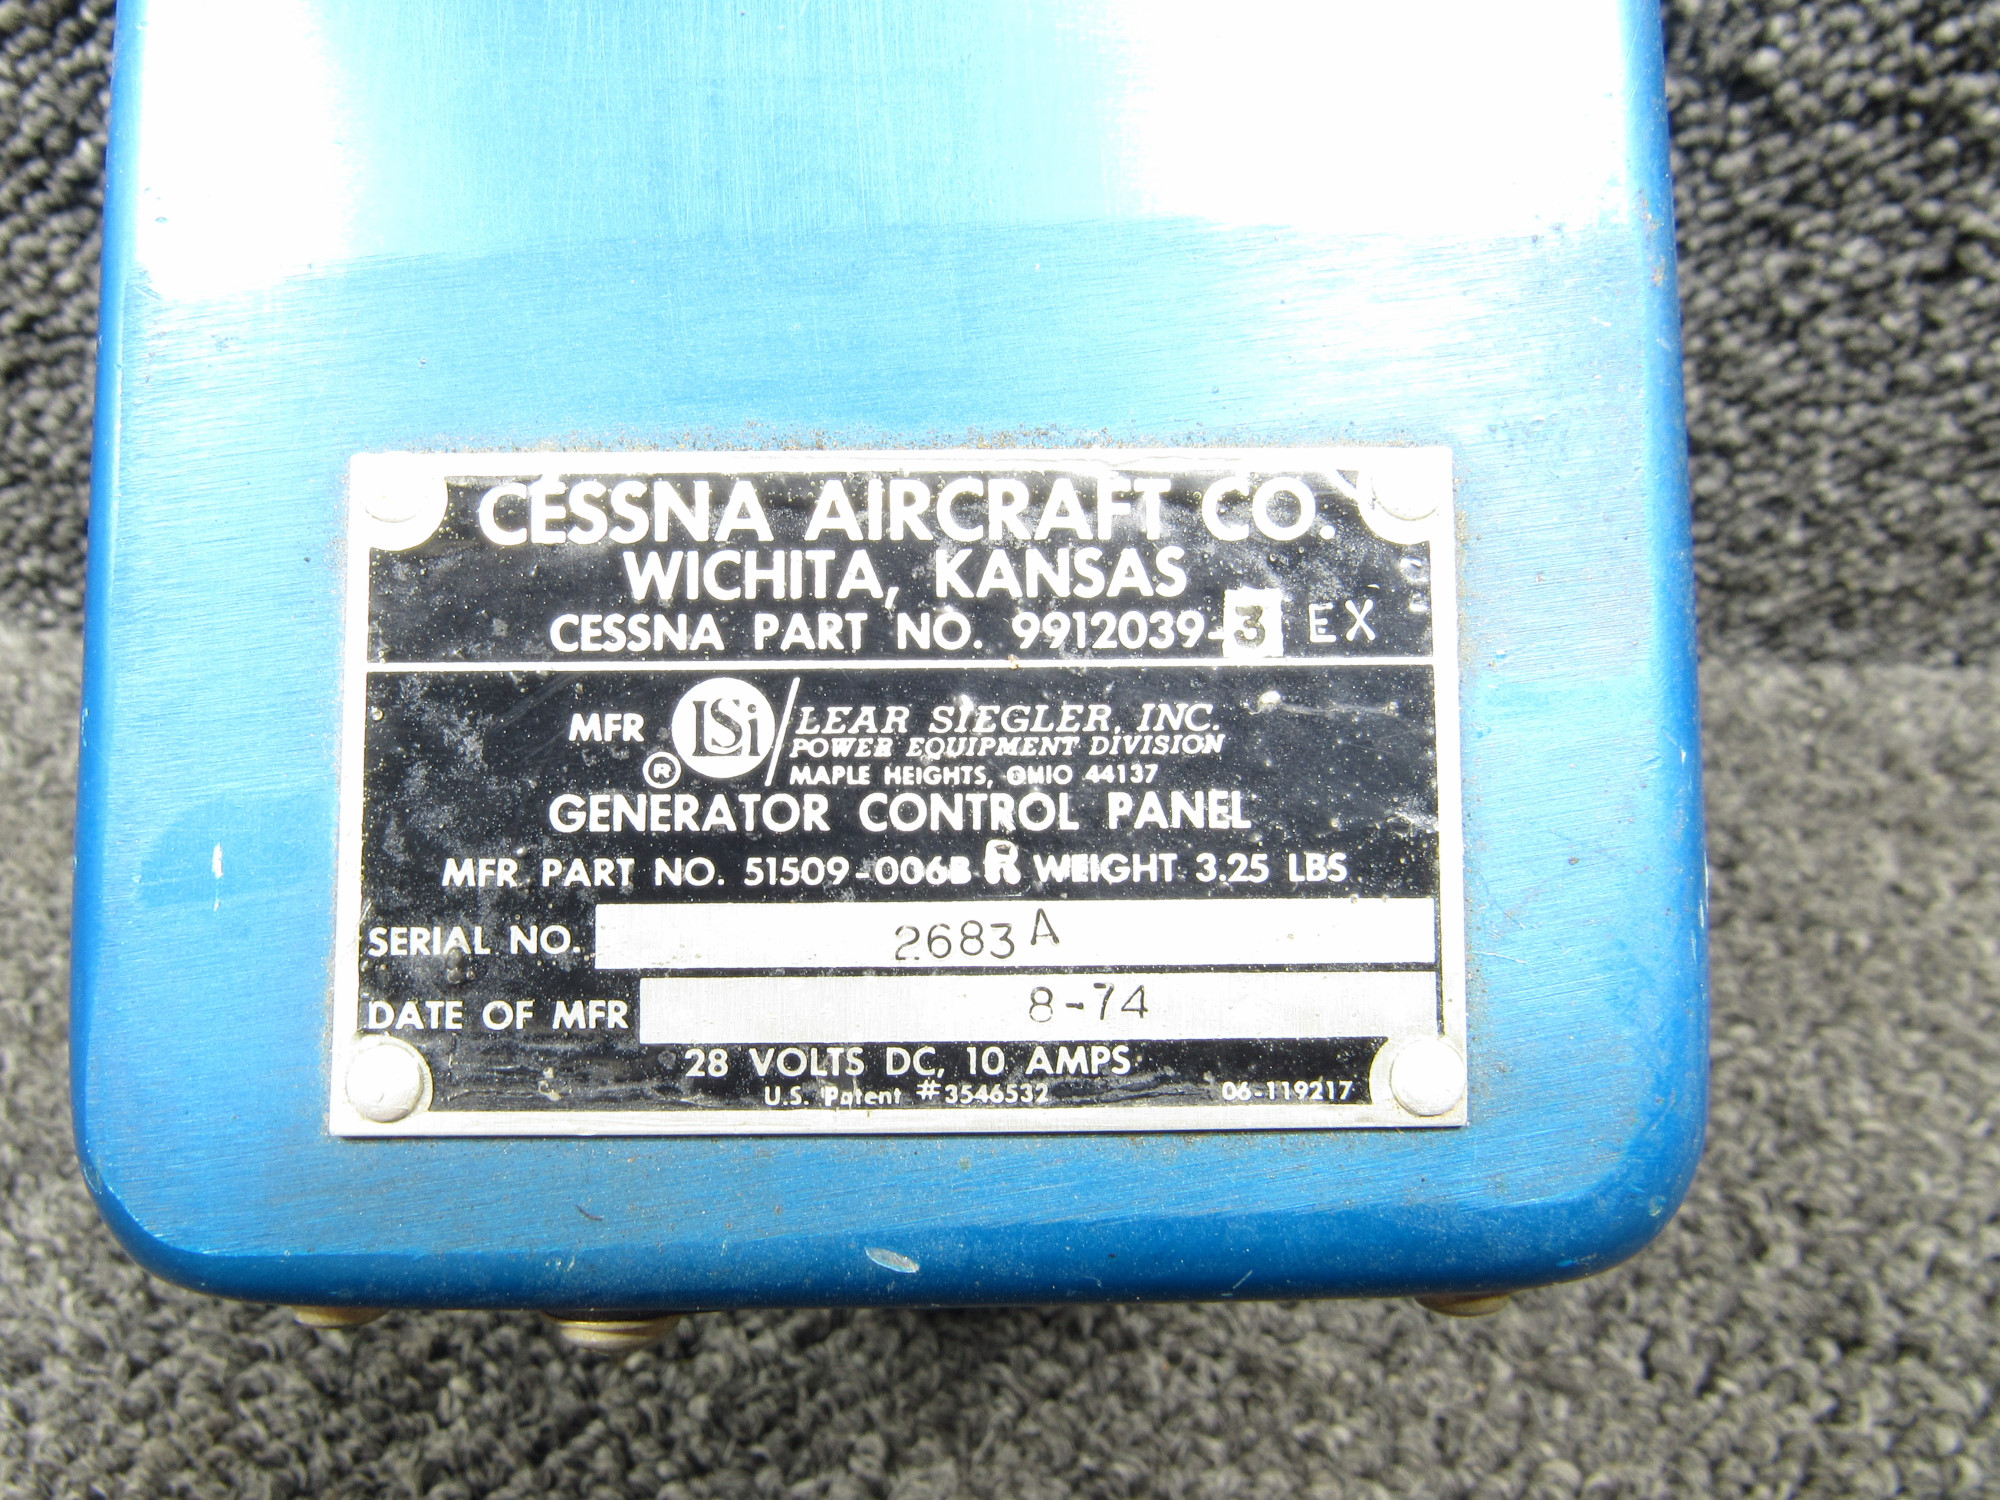 CESSNA AIRCRAFT CO.
WICHITA, KANSAS
CESSNA PART NO. 9912039-3 EX
MFR LSi ® LEAR SIEGLER, INC.
POWER EQUIPMENT DIVISION
MAPLE HEIGHTS, OHIO 44137
GENERATOR CONTROL PANEL
MFR PART NO. 51509-006B R WEIGHT 3.25 LBS.
SERIAL NO. 2683A
DATE OF MFR 8-74
28 VOLTS DC, 10 AMPS
U.S. Patent #3546532 06-119217